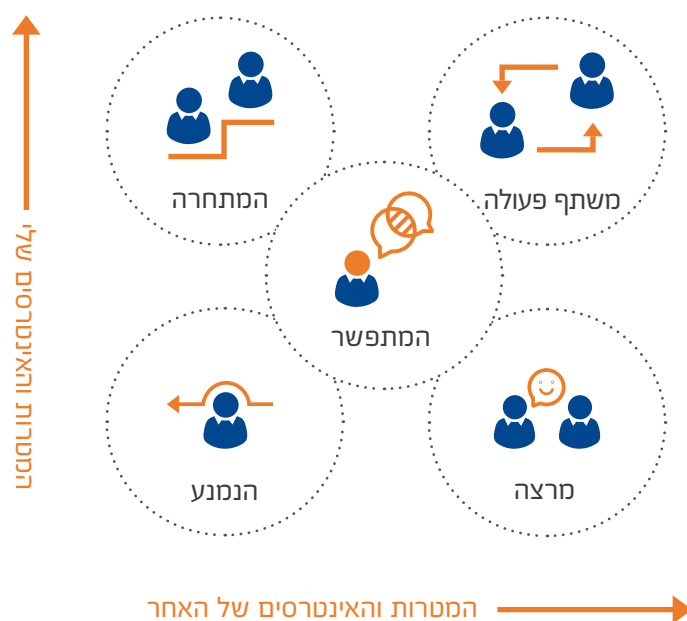 המתחרה
משתף פעולה
המתפשר
הנמנע
מרצה
המטרות והאינטרסים שלי
המטרות והאינטרסים של האחר